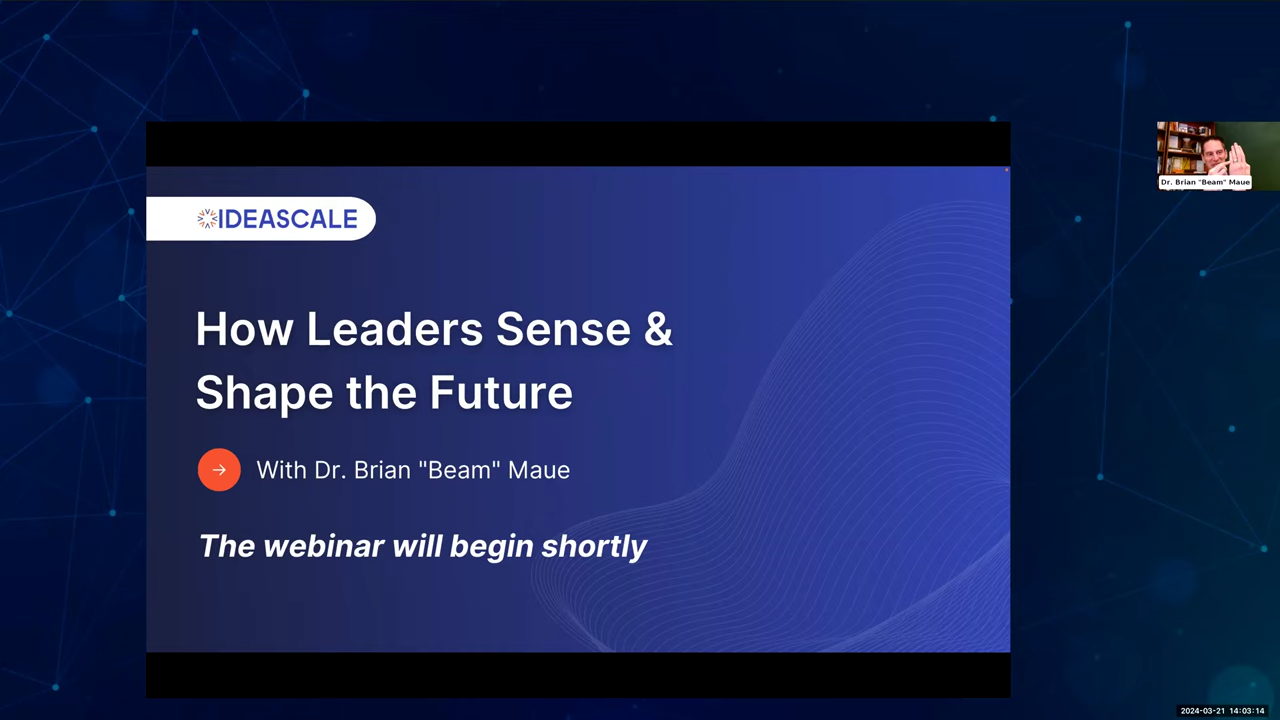 IDEASCALE
How Leaders Sense &
Shape the Future
With Dr. Brian "Beam" Maue
The webinar will begin shortly
Dr. Brian "Beam" Maue
2024-03-21 14:03:14